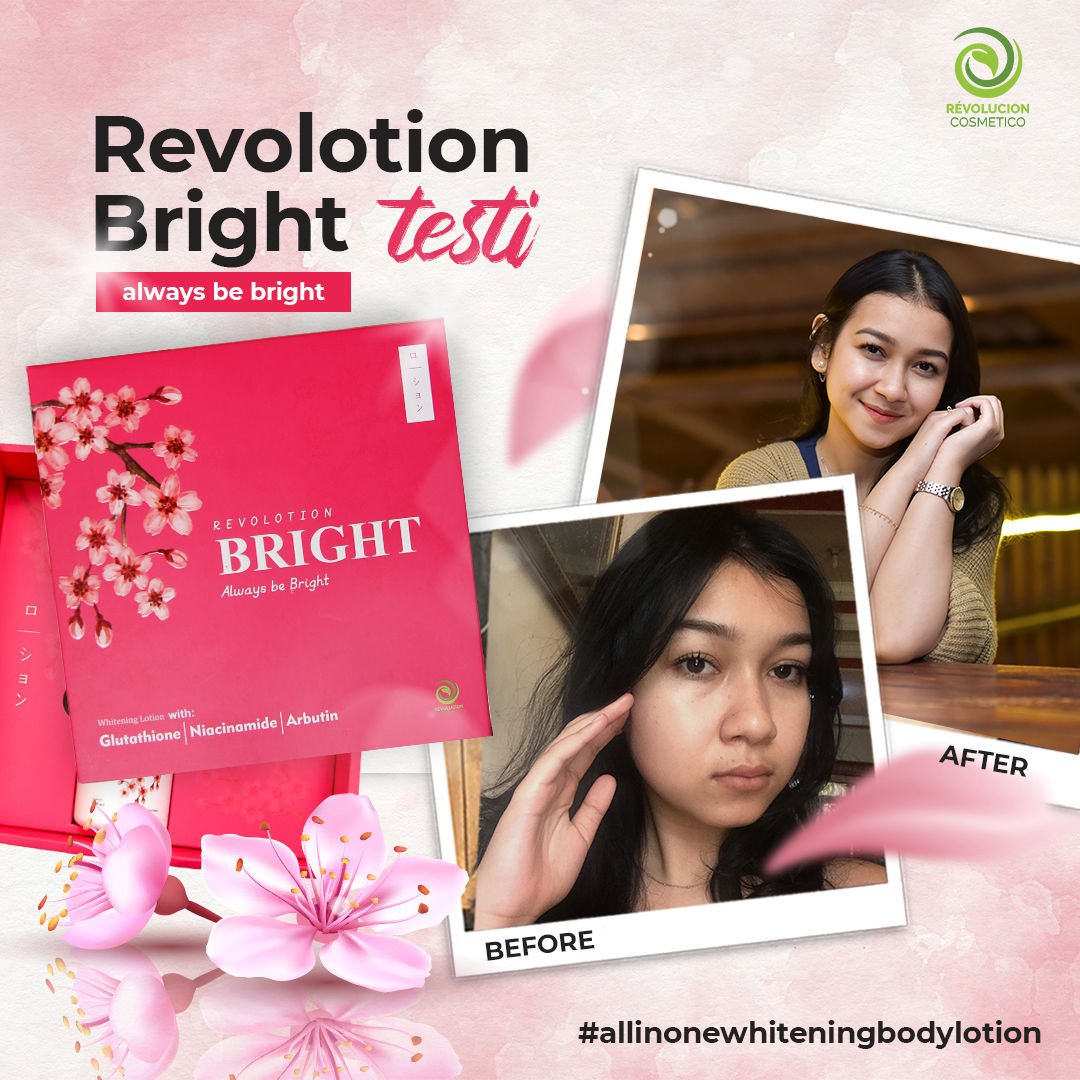 RÉVOLUCION
COSMETICO
Revolotion
Bright testi
always be bright
ロ
ー
シ
ョ
ン
REVOLOTION
BRIGHT
Always be Bright
Whitening Lotion with:
Glutathione | Niacinamide | Arbutin
REVOLUCION
ロ
ー
シ
ョ
ン
AFTER
BEFORE
#allinonewhiteningbodylotion